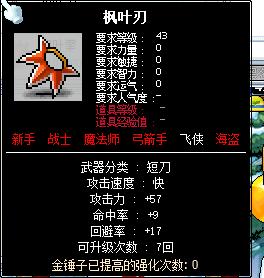 枫叶刃
要求等级: 43
要求力量: 0
要求敏捷: 0
要求智力: 0
要求运气: 0
要求人气度: -
道具等级: -
道具经验值: -
新手 战士 魔法师 弓箭手 飞侠 海盗
武器分类 : 短刀
攻击速度 : 快
攻击力 : +57
命中率 : +9
回避率 : +17
可升级次数 : 7回
金锤子已提高的强化次数: 0